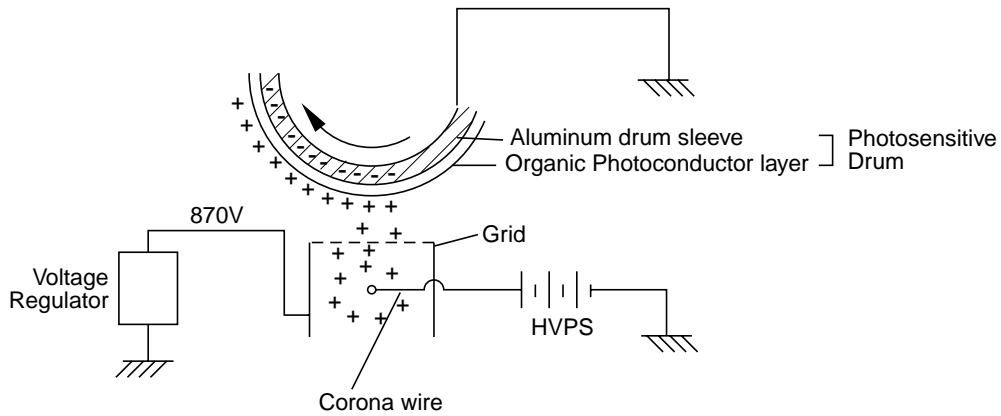 Aluminum drum sleeve
Organic Photoconductor layer
Photosensitive
Drum
870V
Grid
Voltage
Regulator
HVPS
Corona wire